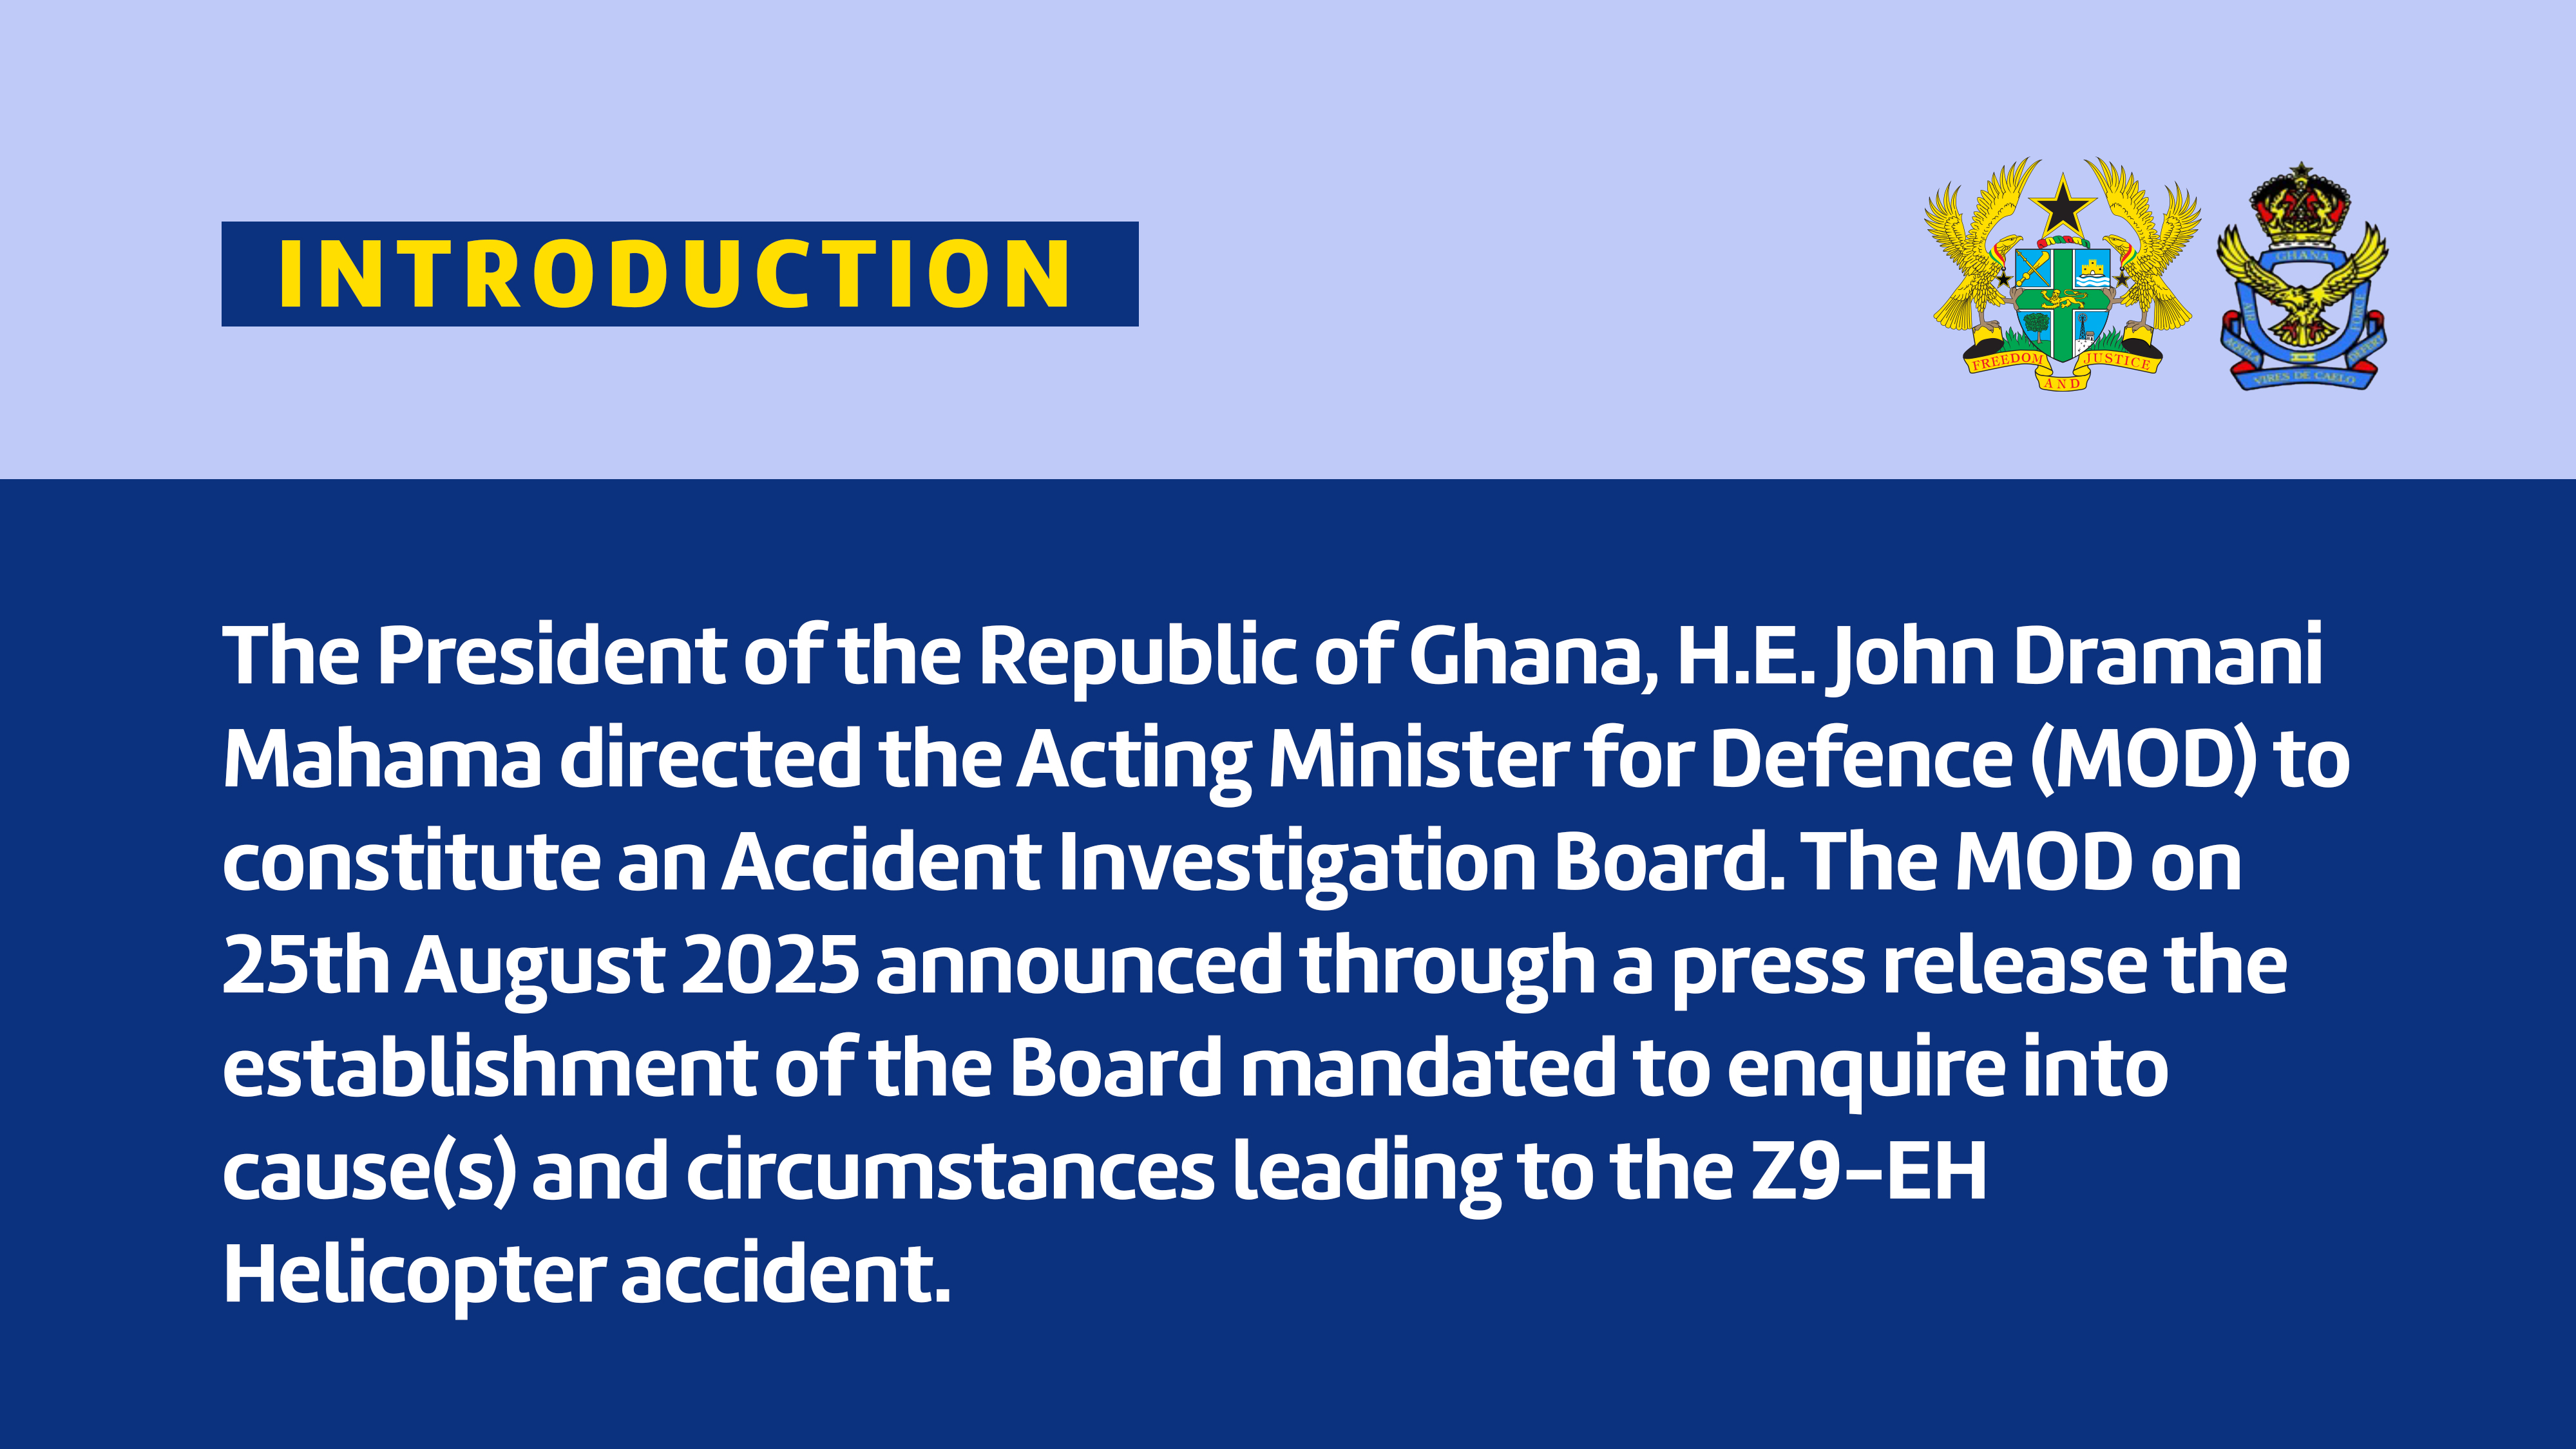 INTRODUCTION
FREEDOM AND JUSTICE
GHANA
AIR FORCE
AQUILA DEFERT
VIRES DE CAELO
The President of the Republic of Ghana, H.E. John Dramani
Mahama directed the Acting Minister for Defence (MOD) to
constitute an Accident Investigation Board. The MOD on
25th August 2025 announced through a press release the
establishment of the Board mandated to enquire into
cause(s) and circumstances leading to the Z9–EH
Helicopter accident.